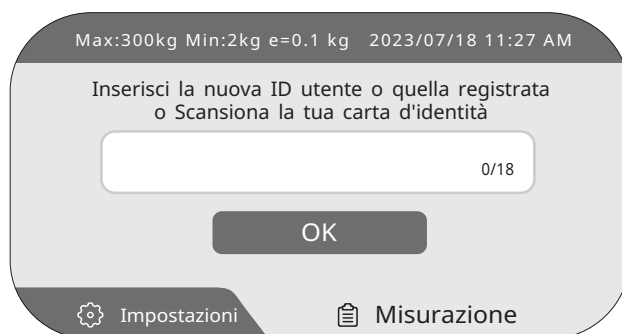 Max:300kg Min:2kg e=0.1 kg 2023/07/18 11:27 AM
Inserisci la nuova ID utente o quella registrata
o Scansiona la tua carta d'identità
0/18
OK
Impostazioni
Misurazione